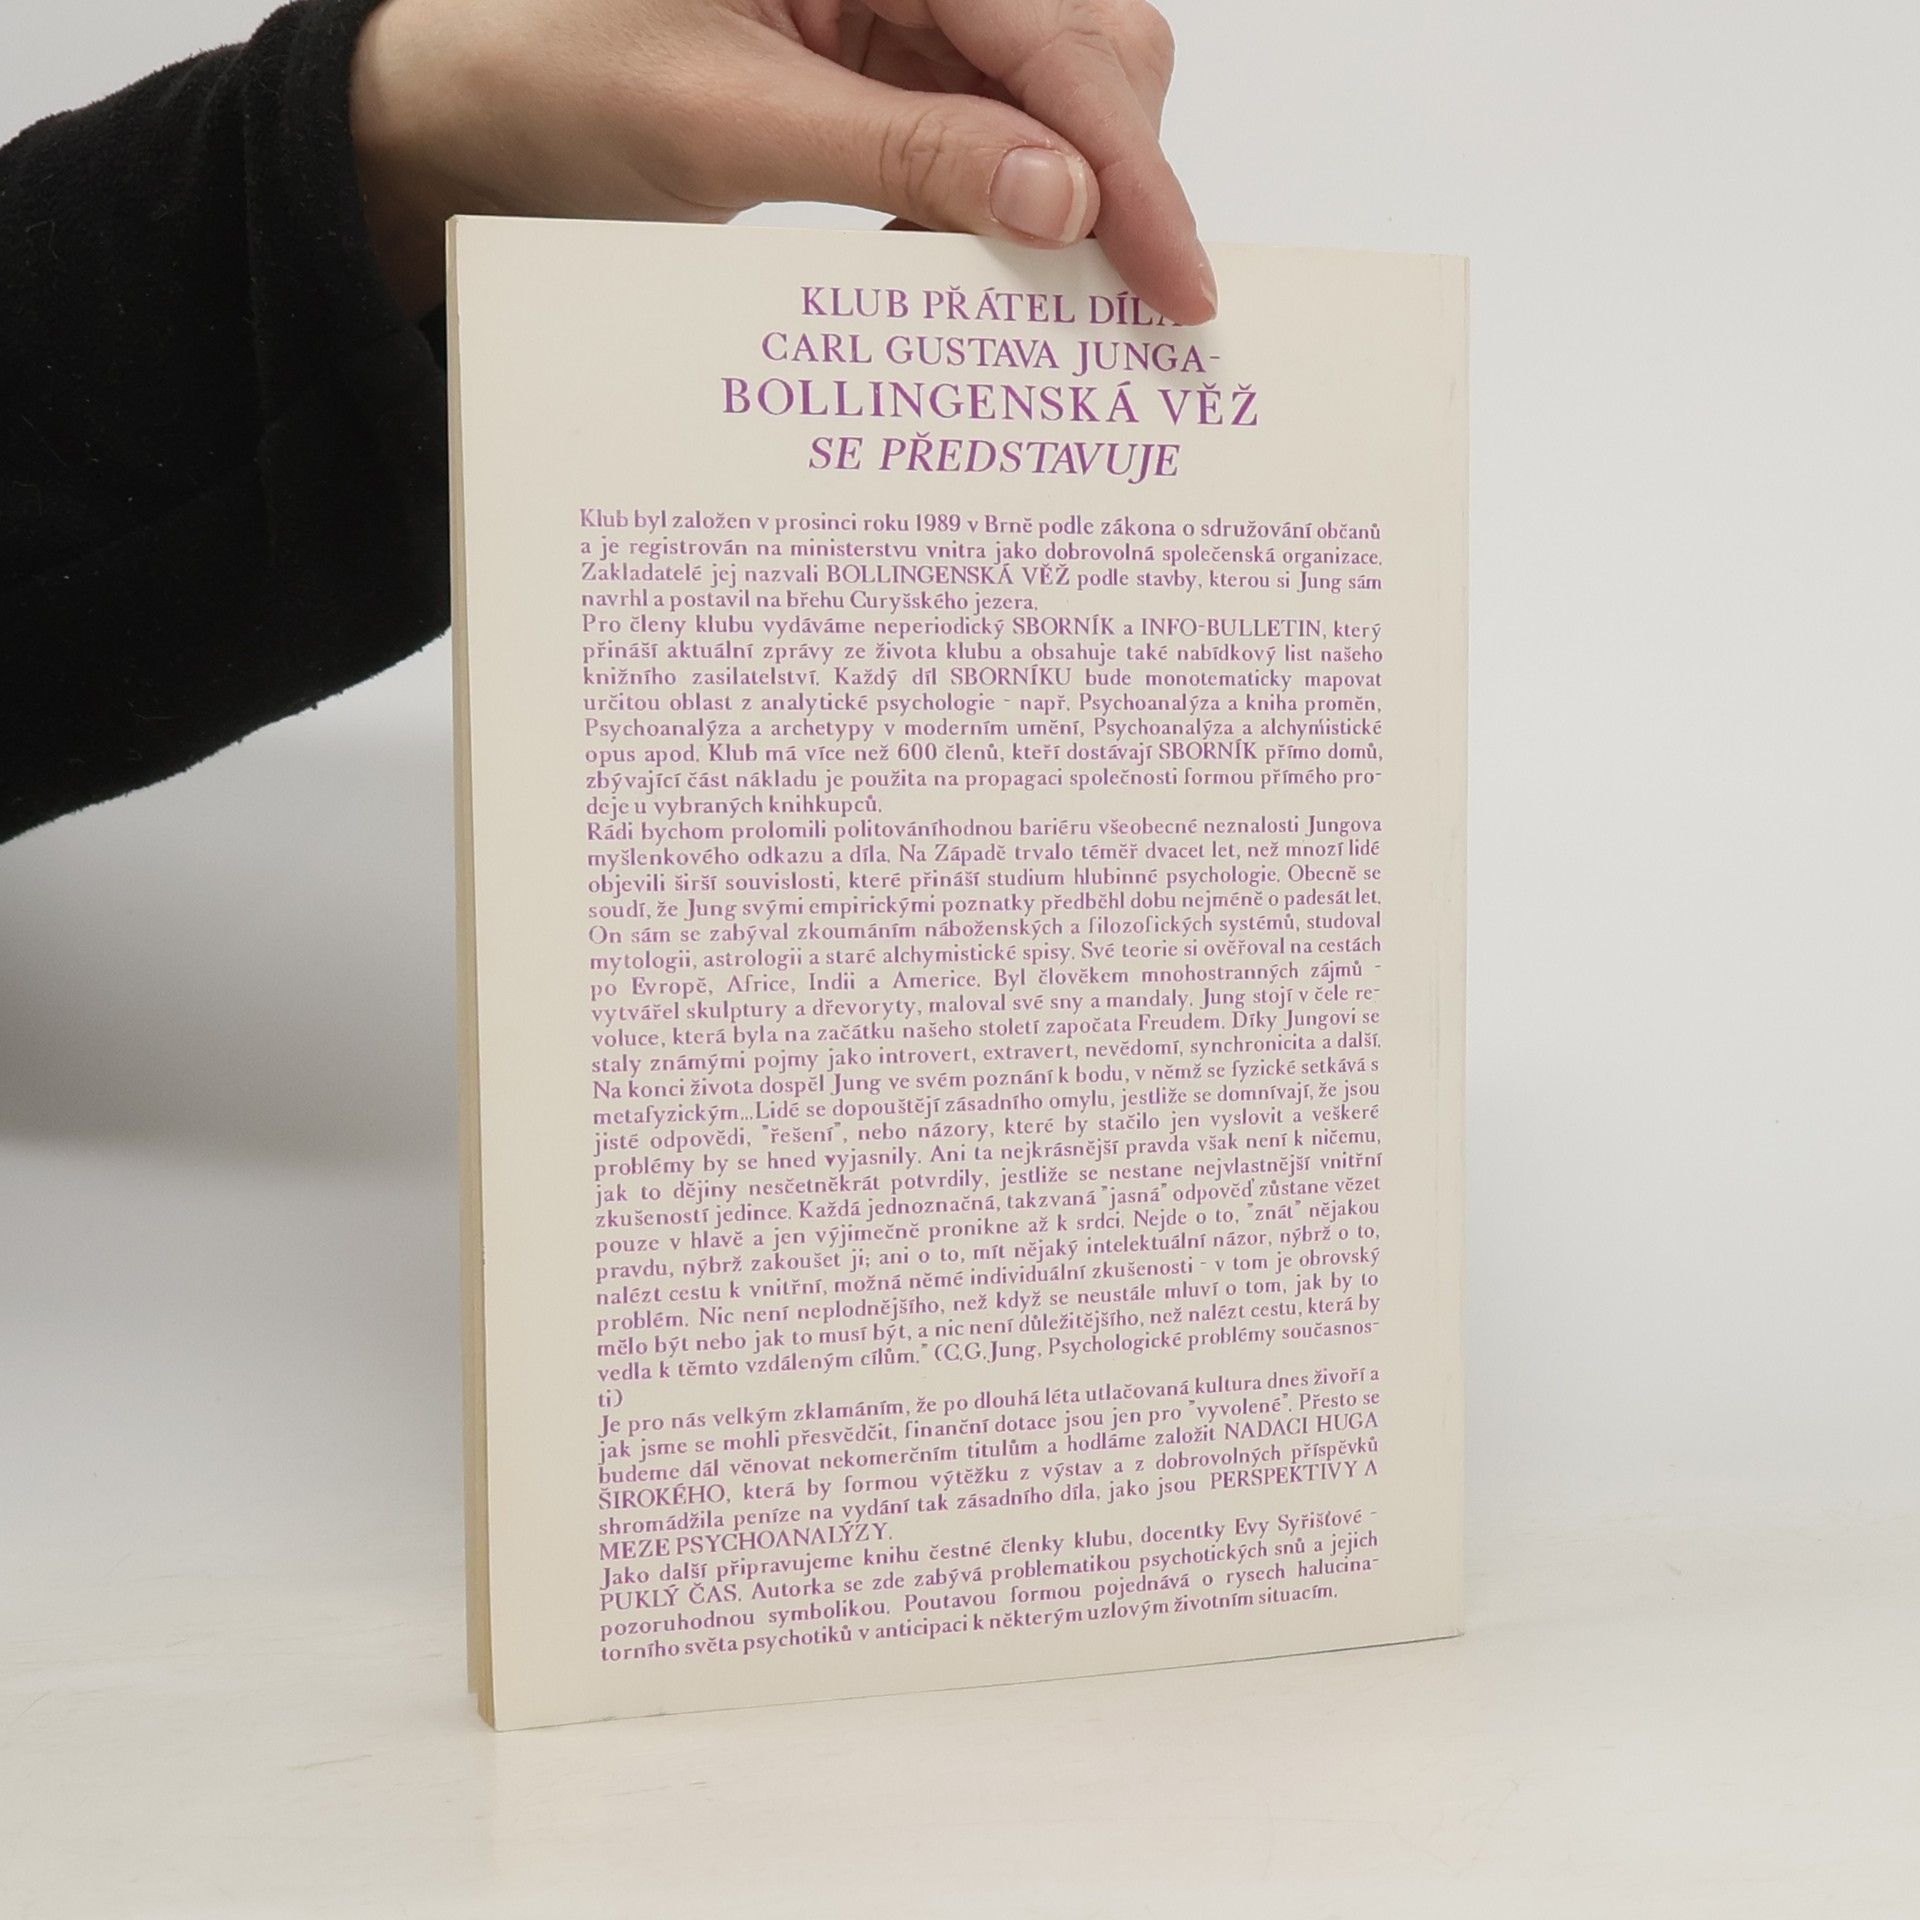 KLUB PŘÁTEL DÍLA
CARL GUSTAVA JUNGA-
BOLLINGENSKÁ VĚŽ
SE PŘEDSTAVUJE
Klub byl založen v prosinci roku 1989 v Brně podle zákona o sdružování občanů
a je registrován na ministerstvu vnitra jako dobrovolná společenská organizace.
Zakladatelé jej nazvali BOLLINGENSKÁ VĚŽ podle stavby, kterou si Jung sám
navrhl a postavil na břehu Curyšského jezera.
Pro členy klubu vydáváme neperiodický SBORNÍK a INFO-BULLETIN, který
přináší aktuální zprávy ze života klubu a obsahuje také nabídkový list našeho
knižního zasilatelství. Každý díl SBORNÍKU bude monotematicky mapovat
určitou oblast z analytické psychologie - např. Psychoanalýza a kniha proměn,
Psychoanalýza a archetypy v moderním umění, Psychoanalýza a alchymistické
opus apod. Klub má více než 600 členů, kteří dostávají SBORNÍK přímo domů,
zbývající část nákladu je použita na propagaci společnosti formou přímého pro-
deje u vybraných knihkupců.
Rádi bychom prolomili politováníhodnou bariéru všeobecné neznalosti Jungova
myšlenkového odkazu a díla. Na Západě trvalo téměř dvacet let, než mnozí lidé
objevili širší souvislosti, které přináší studium hlubinné psychologie. Obecně se
soudí, že Jung svými empirickými poznatky předběhl dobu nejméně o padesát let.
On sám se zabýval zkoumáním náboženských a filozofických systémů, studoval
mytologii, astrologii a staré alchymistické spisy. Své teorie si ověřoval na cestách
po Evropě, Africe, Indii a Americe. Byl člověkem mnohostranných zájmů -
vytvářel skulptury a dřevoryty, maloval své sny a mandaly. Jung stojí v čele re-
voluce, která byla na začátku našeho století započata Freudem. Díky Jungovi se
staly známými pojmy jako introvert, extravert, nevědomí, synchronicita a další.
Na konci života dospěl Jung ve svém poznání k bodu, v němž se fyzické setkává s
metafyzickým...Lidé se dopouštějí zásadního omylu, jestliže se domnívají, že jsou
jisté odpovědi, "řešení", nebo názory, které by stačilo jen vyslovit a veškeré
problémy by se hned vyjasnily. Ani ta nejkrásnější pravda však není k ničemu,
jak to dějiny nesčetněkrát potvrdily, jestliže se nestane nejvlastnější vnitřní
zkušeností jedince. Každá jednoznačná, takzvaná "jasná" odpověď zůstane vězet
pouze v hlavě a jen výjimečně pronikne až k srdci. Nejde o to, "znát" nějakou
pravdu, nýbrž zakoušet ji; ani o to, mít nějaký intelektuální názor, nýbrž o to,
nalézt cestu k vnitřní, možná němé individuální zkušenosti - v tom je obrovský
problém. Nic není neplodnějšího, než když se neustále mluví o tom, jak by to
mělo být nebo jak to musí být, a nic není důležitějšího, než nalézt cestu, která by
vedla k těmto vzdáleným cílům." (C.G.Jung, Psychologické problémy současnos-
ti)
Je pro nás velkým zklamáním, že po dlouhá léta utlačovaná kultura dnes živoří a
jak jsme se mohli přesvědčit, finanční dotace jsou jen pro "vyvolené". Přesto se
budeme dál věnovat nekomerčním titulům a hodláme založit NADACI HUGA
ŠIROKÉHO, která by formou výtěžku z výstav a z dobrovolných příspěvků
shromáždila peníze na vydání tak zásadního díla, jako jsou PERSPEKTIVY A
MEZE PSYCHOANALÝZY.
Jako další připravujeme knihu čestné členky klubu, docentky Evy Syřišťové -
PUKLÝ ČAS. Autorka se zde zabývá problematikou psychotických snů a jejich
pozoruhodnou symbolikou. Poutavou formou pojednává o rysech halucina-
torního světa psychotiků v anticipaci k některým uzlovým životním situacím.